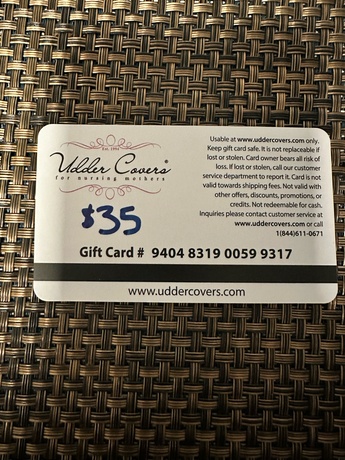 Est. 1994
Udder Covers®
for nursing mothers
$35
Usable at www.uddercovers.com only.
Keep gift card safe. It is not replaceable if
lost or stolen. Card owner bears all risk of
loss. If lost or stolen, call our customer
service department to report it. Card is not
valid towards shipping fees. Not valid with
other offers, discounts, promotions, or
credits. Not redeemable for cash.
Inquiries please contact customer service at
www.uddercovers.com or call
1(844)611-0671
Gift Card # 9404 8319 0059 9317
www.uddercovers.com